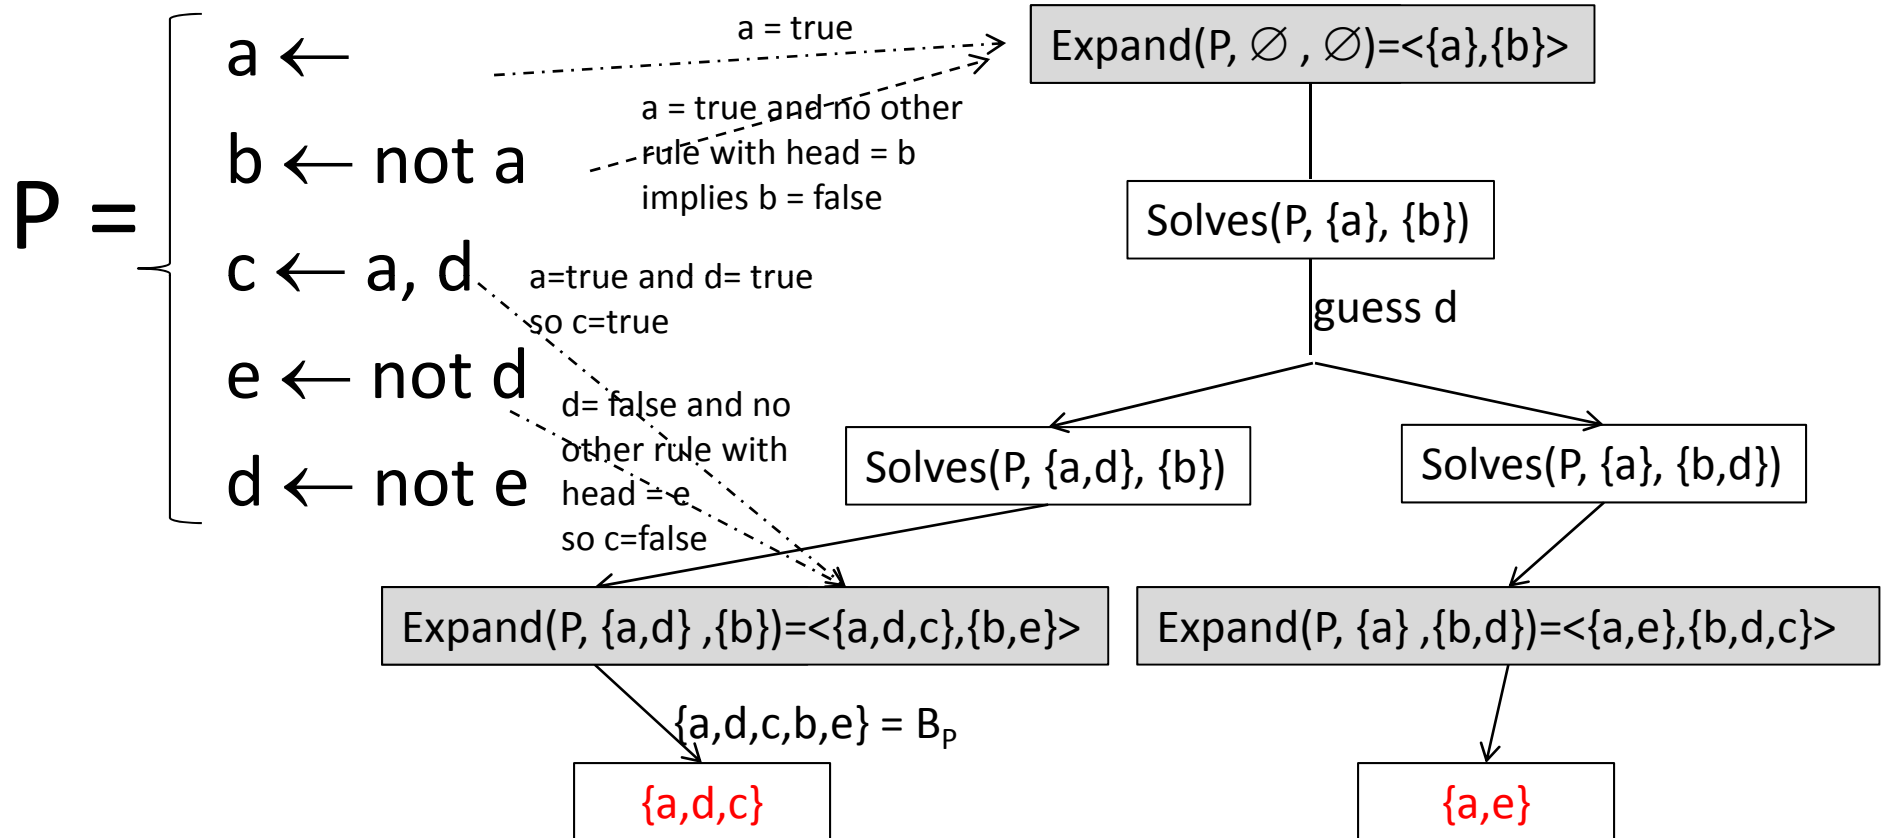 P =
a ←
b ← not a
c ← a, d
e ← not d
d ← not e
a = true
a = true and no other
rule with head = b
implies b = false
a=true and d= true
so c=true
d= false and no
other rule with
head = e
so c=false
Expand(P, ∅ , ∅)=<{a},{b}>
Solves(P, {a}, {b})
guess d
Solves(P, {a,d}, {b})
Solves(P, {a}, {b,d})
Expand(P, {a,d} ,{b})=<{a,d,c},{b,e}>
Expand(P, {a} ,{b,d})=<{a,e},{b,d,c}>
{a,d,c,b,e} = BP
{a,d,c}
{a,e}